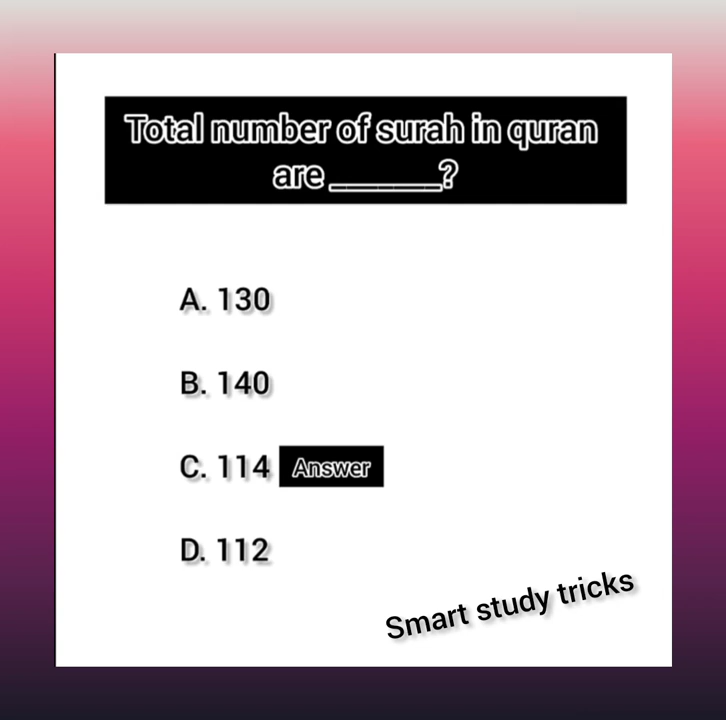 Total number of surah in quran
are ______?
A. 130
B. 140
C. 114 Answer
D. 112
Smart study tricks